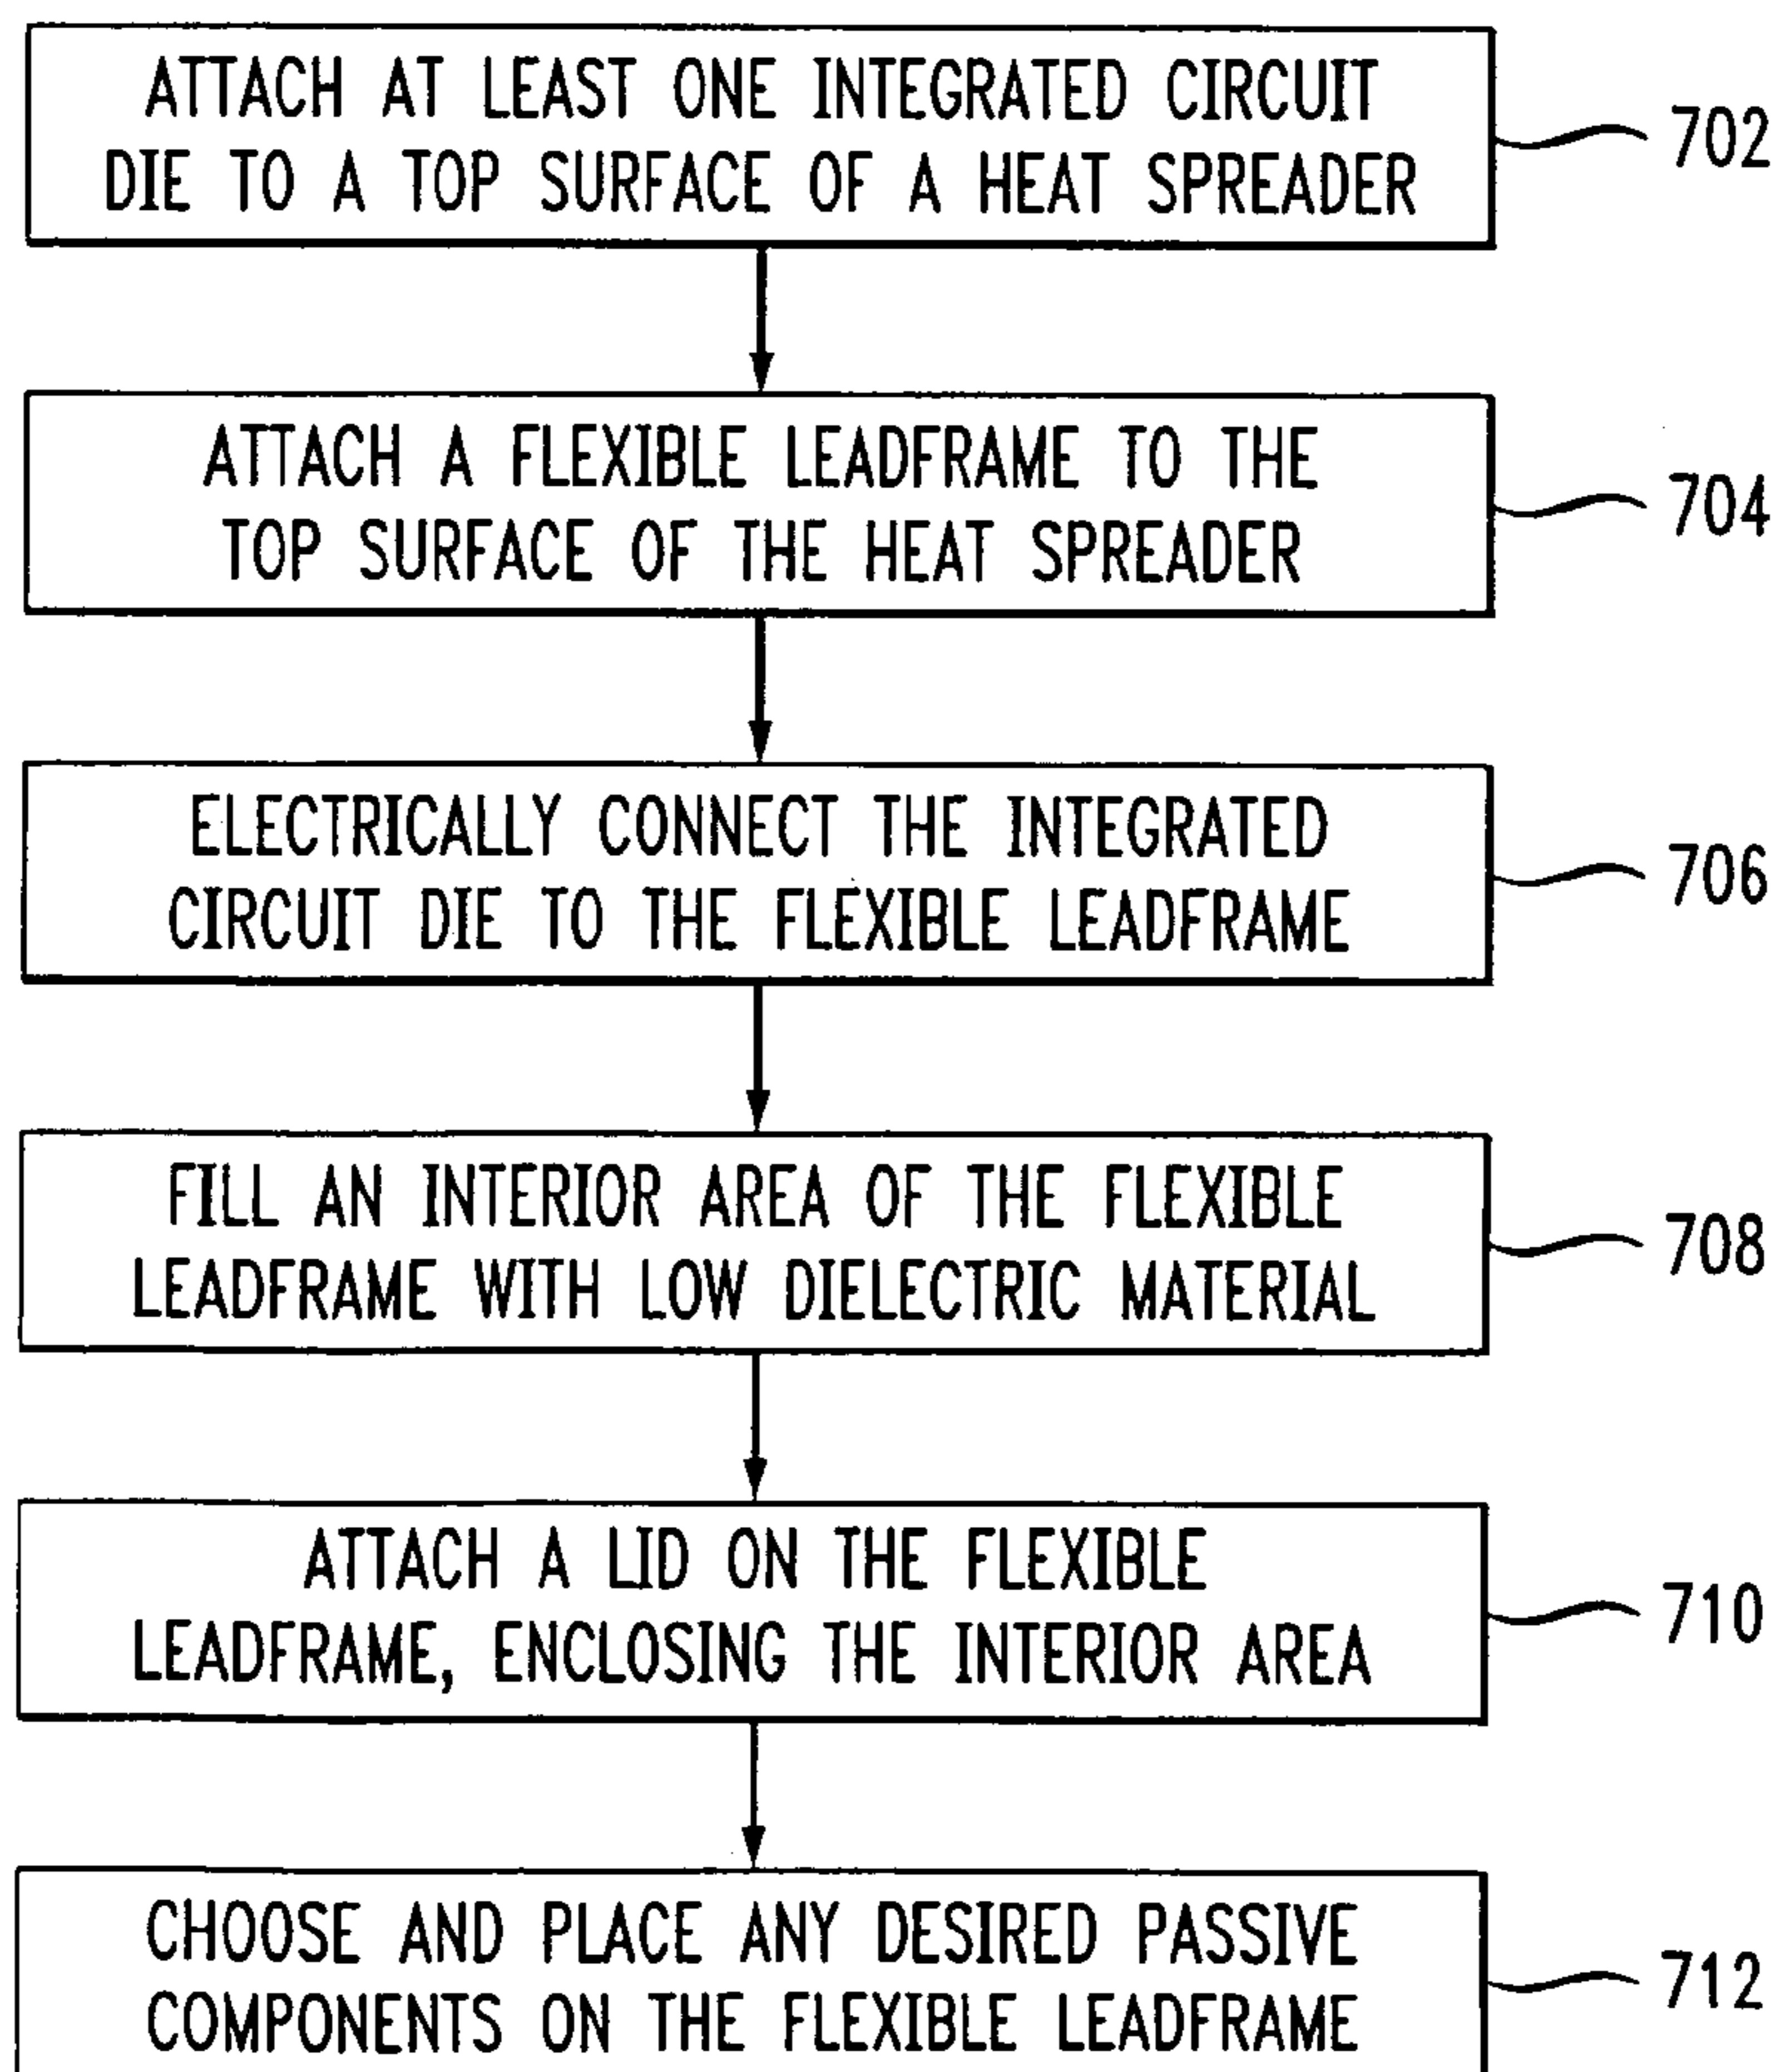 ATTACH AT LEAST ONE INTEGRATED CIRCUIT
DIE TO A TOP SURFACE OF A HEAT SPREADER
702
ATTACH A FLEXIBLE LEADFRAME TO THE
TOP SURFACE OF THE HEAT SPREADER
704
ELECTRICALLY CONNECT THE INTEGRATED
CIRCUIT DIE TO THE FLEXIBLE LEADFRAME
706
FILL AN INTERIOR AREA OF THE FLEXIBLE
LEADFRAME WITH LOW DIELECTRIC MATERIAL
708
ATTACH A LID ON THE FLEXIBLE
LEADFRAME, ENCLOSING THE INTERIOR AREA
710
CHOOSE AND PLACE ANY DESIRED PASSIVE
COMPONENTS ON THE FLEXIBLE LEADFRAME
712